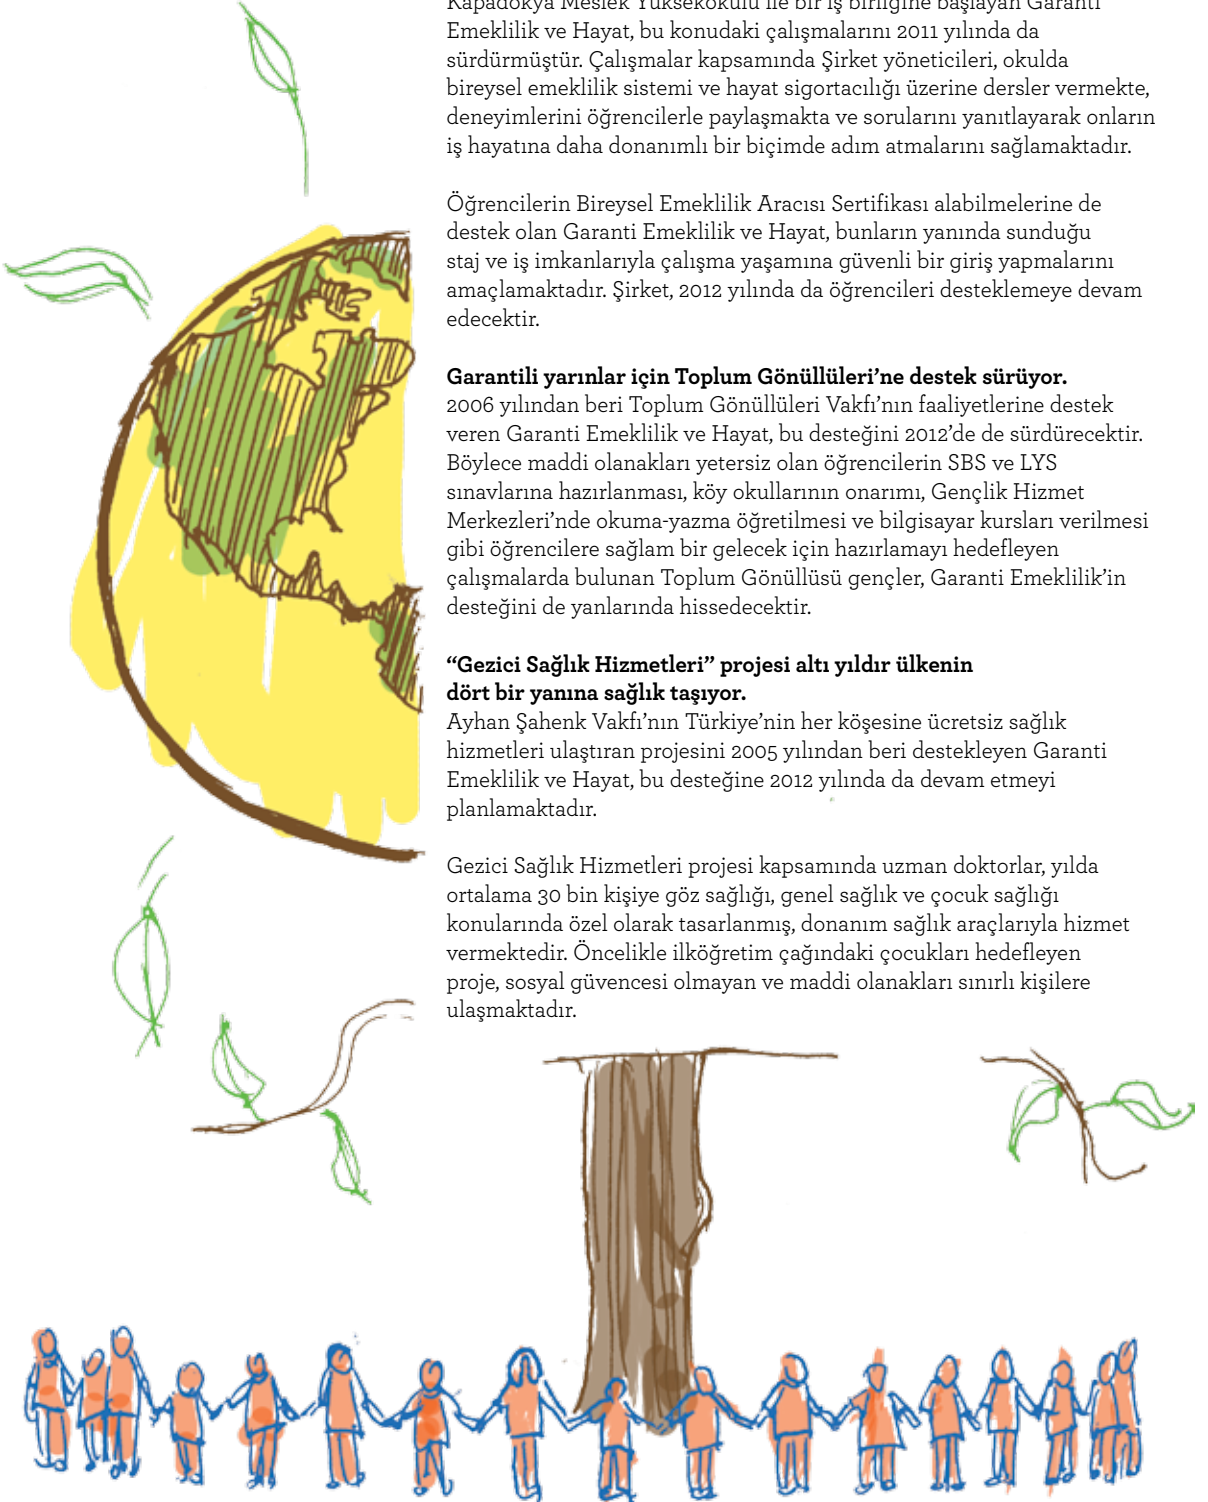 Kapadokya Meslek Yüksekokulu ile bir iş birliğine başlayan Garanti
Emeklilik ve Hayat, bu konudaki çalışmalarını 2011 yılında da
sürdürmüştür. Çalışmalar kapsamında Şirket yöneticileri, okulda
bireysel emeklilik sistemi ve hayat sigortacılığı üzerine dersler vermekte,
deneyimlerini öğrencilerle paylaşmakta ve sorularını yanıtlayarak onların
iş hayatına daha donanımlı bir biçimde adım atmalarını sağlamaktadır.
Öğrencilerin Bireysel Emeklilik Aracısı Sertifikası alabilmelerine de
destek olan Garanti Emeklilik ve Hayat, bunların yanında sunduğu
staj ve iş imkanlarıyla çalışma yaşamına güvenli bir giriş yapmalarını
amaçlamaktadır. Şirket, 2012 yılında da öğrencileri desteklemeye devam
edecektir.
Garantili yarınlar için Toplum Gönüllüleri’ne destek sürüyor.
2006 yılından beri Toplum Gönüllüleri Vakfı’nın faaliyetlerine destek
veren Garanti Emeklilik ve Hayat, bu desteğini 2012’de de sürdürecektir.
Böylece maddi olanakları yetersiz olan öğrencilerin SBS ve LYS
sınavlarına hazırlanması, köy okullarının onarımı, Gençlik Hizmet
Merkezleri’nde okuma-yazma öğretilmesi ve bilgisayar kursları verilmesi
gibi öğrencilere sağlam bir gelecek için hazırlamayı hedefleyen
çalışmalarda bulunan Toplum Gönüllüsü gençler, Garanti Emeklilik’in
desteğini de yanlarında hissedecektir.
“Gezici Sağlık Hizmetleri” projesi altı yıldır ülkenin
dört bir yanına sağlık taşıyor.
Ayhan Şahenk Vakfı’nın Türkiye’nin her köşesine ücretsiz sağlık
hizmetleri ulaştıran projesini 2005 yılından beri destekleyen Garanti
Emeklilik ve Hayat, bu desteğine 2012 yılında da devam etmeyi
planlamaktadır.
Gezici Sağlık Hizmetleri projesi kapsamında uzman doktorlar, yılda
ortalama 30 bin kişiye göz sağlığı, genel sağlık ve çocuk sağlığı
konularında özel olarak tasarlanmış, donanım sağlık araçlarıyla hizmet
vermektedir. Öncelikle ilköğretim çağındaki çocukları hedefleyen
proje, sosyal güvencesi olmayan ve maddi olanakları sınırlı kişilere
ulaşmaktadır.